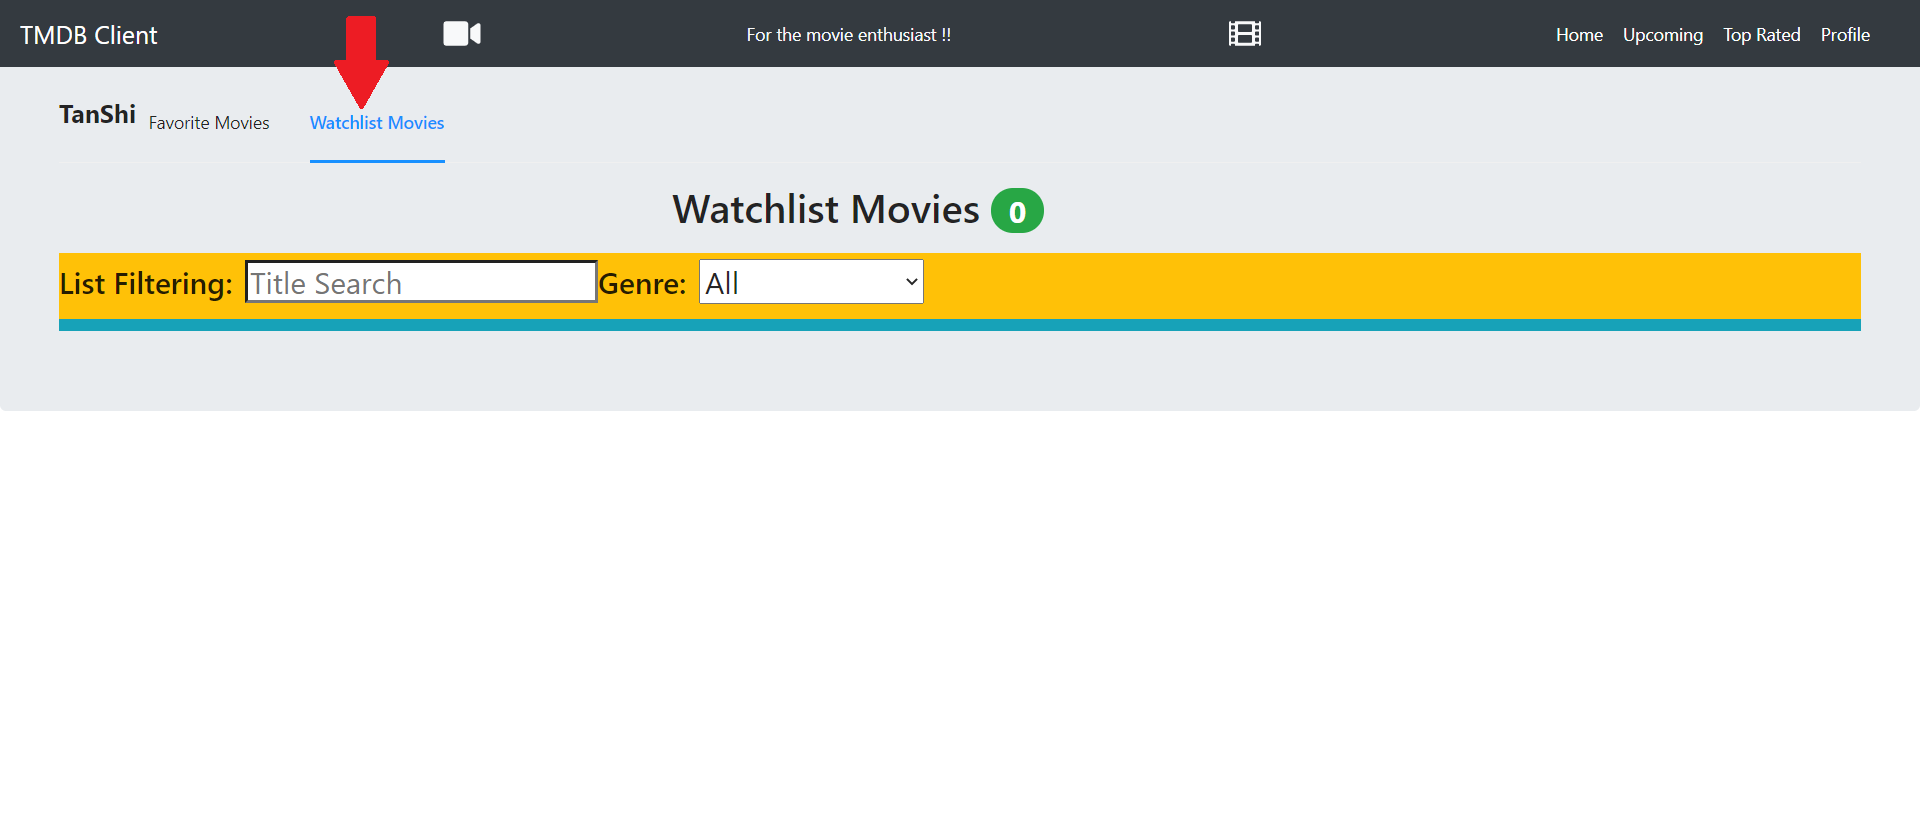 TMDB Client For the movie enthusiast !! Home Upcoming Top Rated Profile
TanShi Favorite Movies Watchlist Movies
Watchlist Movies 0
List Filtering: Title Search Genre: All